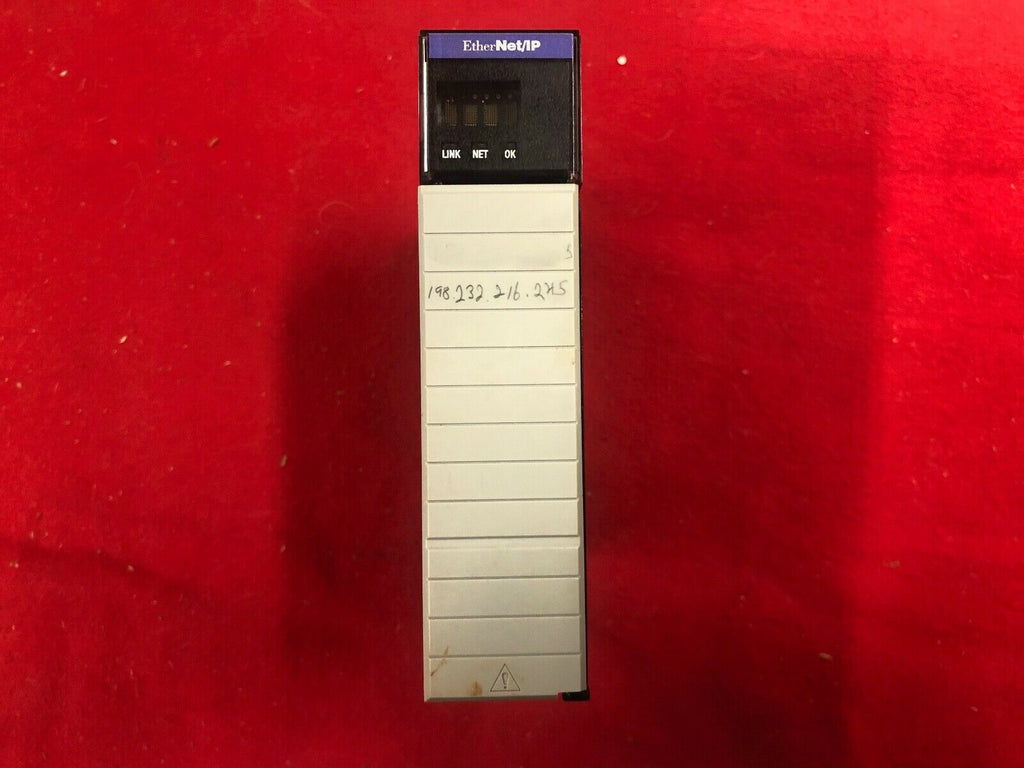 EtherNet/IP
LINK NET OK
198.232.216.245